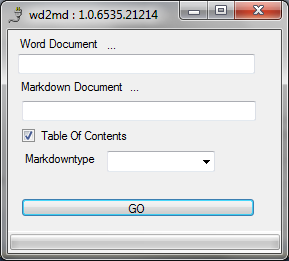 wd2md : 1.0.6535.21214
Word Document ...
Markdown Document ...
Table Of Contents
Markdowntype
GO